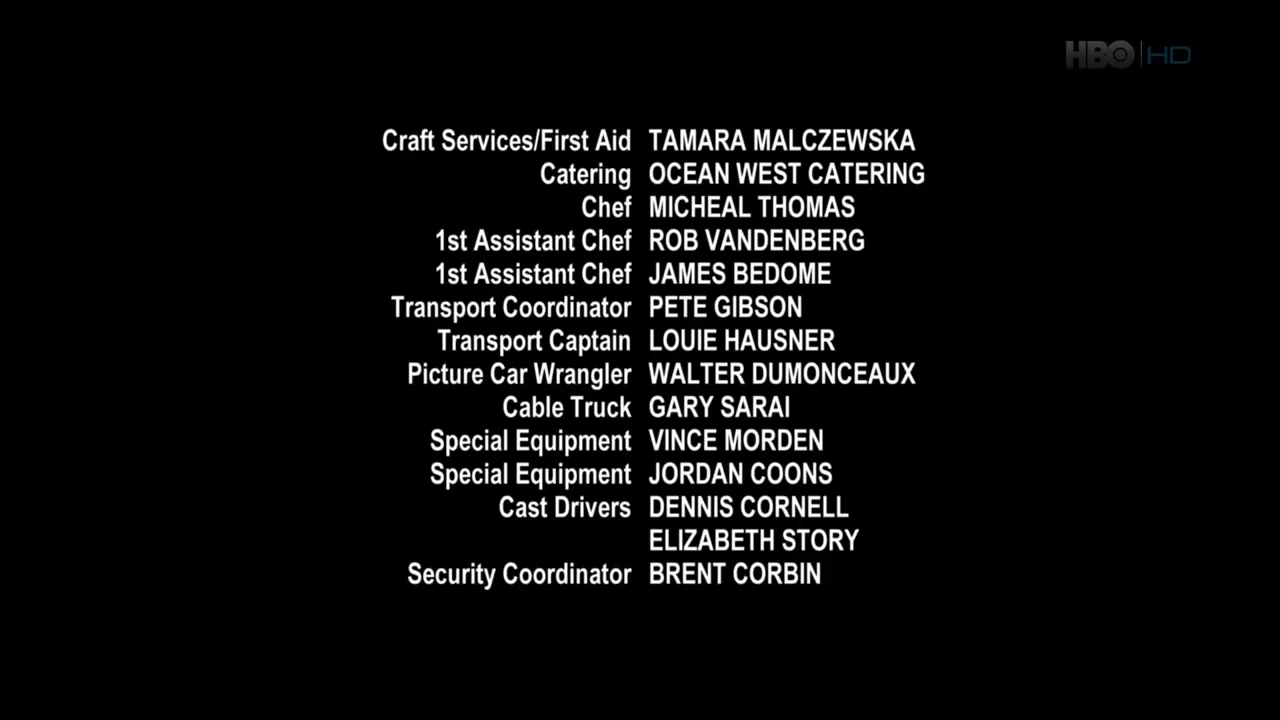 HBO HD
Craft Services/First Aid TAMARA MALCZEWSKA
Catering OCEAN WEST CATERING
Chef MICHEAL THOMAS
1st Assistant Chef ROB VANDENBERG
1st Assistant Chef JAMES BEDOME
Transport Coordinator PETE GIBSON
Transport Captain LOUIE HAUSNER
Picture Car Wrangler WALTER DUMONCEAUX
Cable Truck GARY SARAI
Special Equipment VINCE MORDEN
Special Equipment JORDAN COONS
Cast Drivers DENNIS CORNELL
ELIZABETH STORY
Security Coordinator BRENT CORBIN